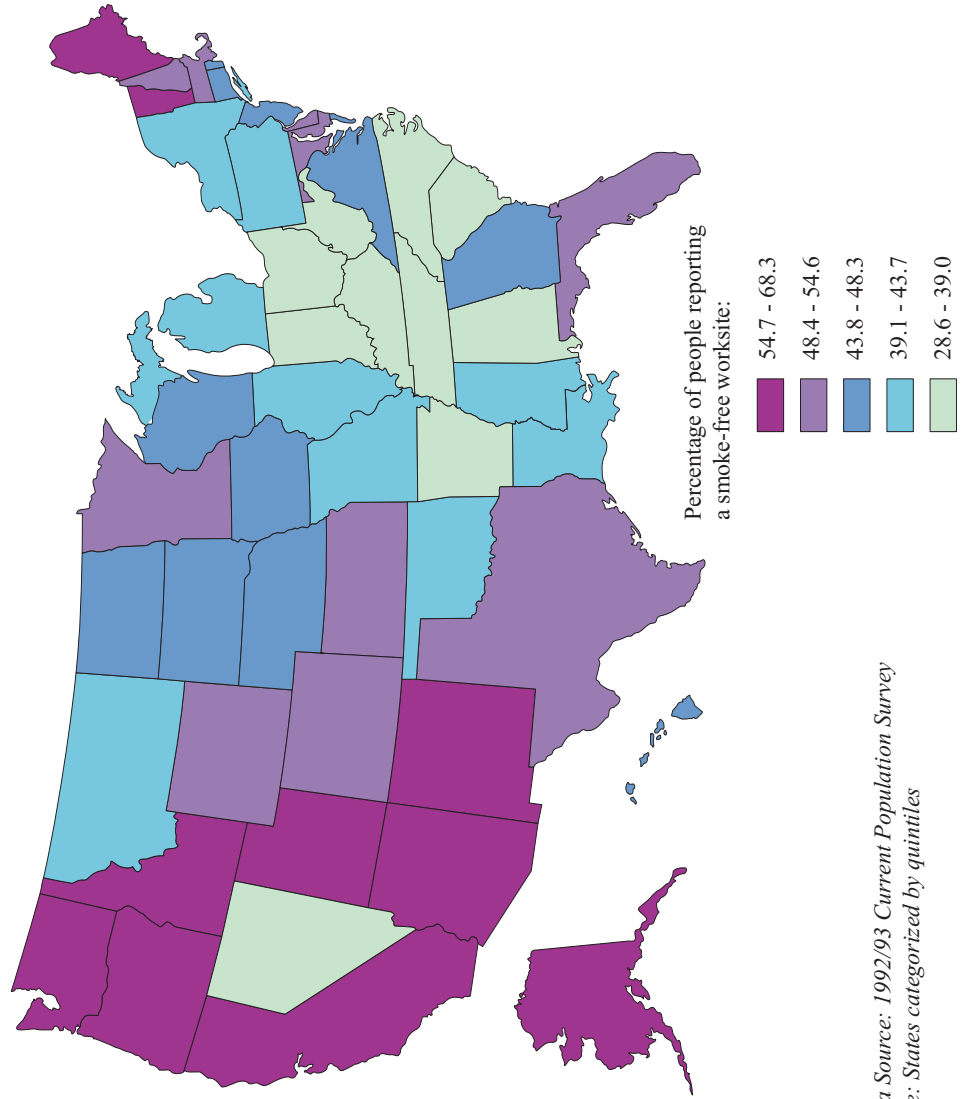 Percentage of people reporting
a smoke-free worksite:
54.7 - 68.3
48.4 - 54.6
43.8 - 48.3
39.1 - 43.7
28.6 - 39.0
a Source: 1992/93 Current Population Survey
e: States categorized by quintiles